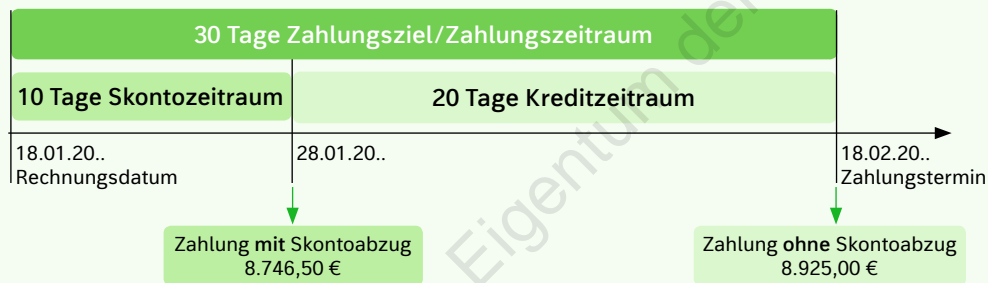 30 Tage Zahlungsziel/Zahlungszeitraum
10 Tage Skontozeitraum
20 Tage Kreditzeitraum
18.01.20..
Rechnungsdatum
28.01.20..
18.02.20..
Zahlungstermin
Zahlung mit Skontoabzug
8.746,50 €
Zahlung ohne Skontoabzug
8.925,00 €
Eigentum